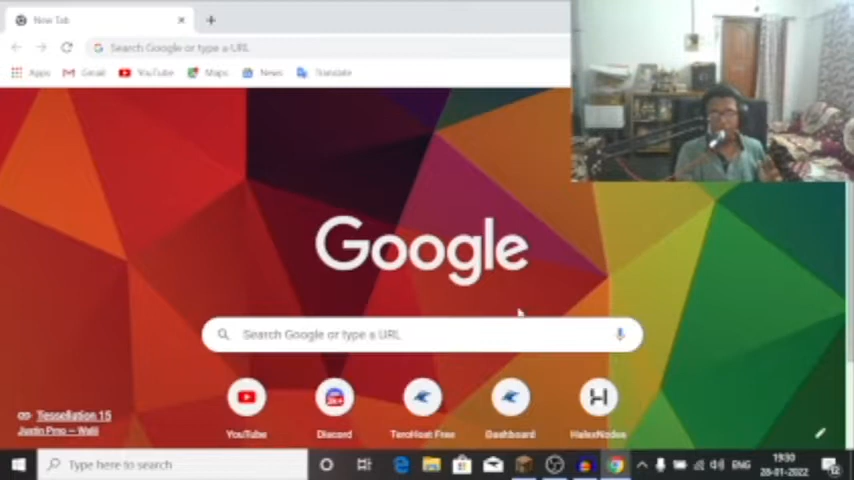 New Tab
Search Google or type a URL
Apps Gmail YouTube Maps News Translate
Google
Search Google or type a URL
YouTube Discord TeroHost Free Dashboard HalexNodes
Tessellation 15
Justin Prno – Walli
Type here to search
ENG
19:30
28-01-2022